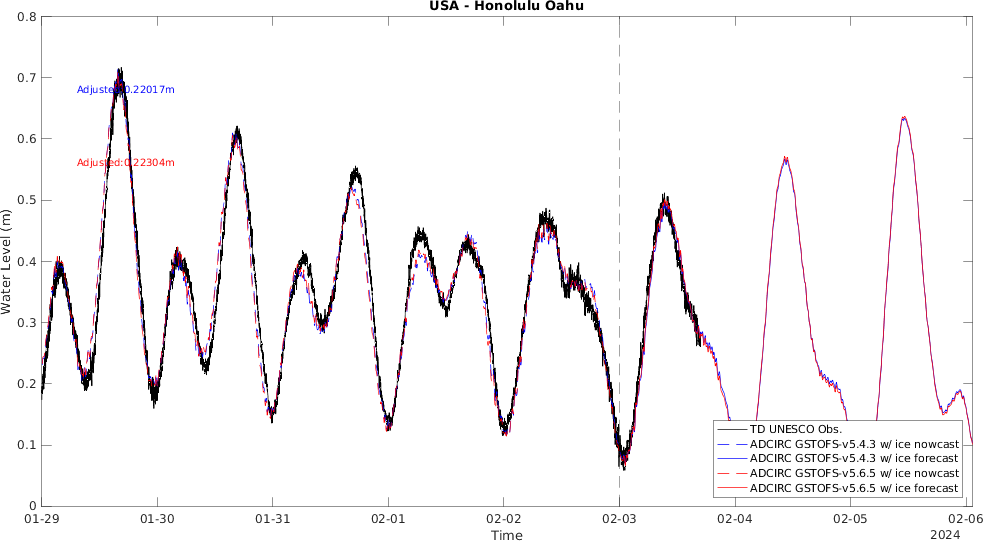 USA - Honolulu Oahu
0.8
0.7
0.6
0.5
0.4
0.3
0.2
0.1
0
Water Level (m)
Adjusted:0.22017m
Adjusted:0.22304m
TD UNESCO Obs.
ADCIRC GSTOFS-v5.4.3 w/ ice nowcast
ADCIRC GSTOFS-v5.4.3 w/ ice forecast
ADCIRC GSTOFS-v5.6.5 w/ ice nowcast
ADCIRC GSTOFS-v5.6.5 w/ ice forecast
01-29 01-30 01-31 02-01 02-02 02-03 02-04 02-05 02-06
Time
2024